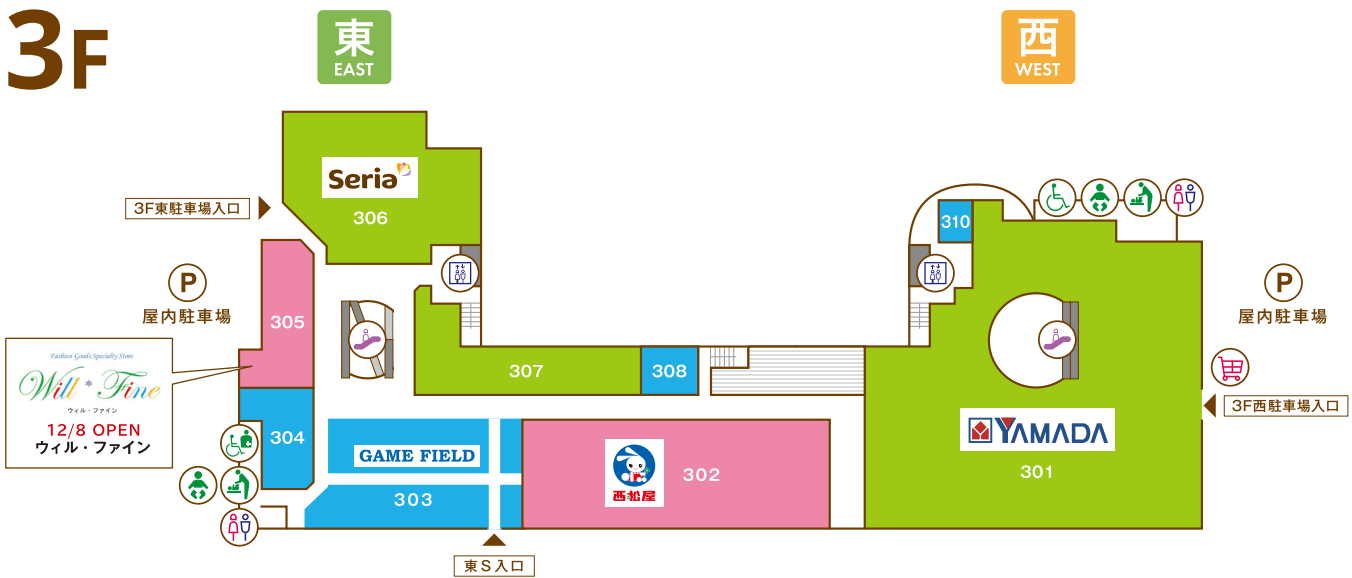 3F
東
EAST
西
WEST
Seria
306
3F東駐車場入口
310
P
屋内駐車場
P
屋内駐車場
305
Fashion Goods Specialty Store
Will*Fine
ウィル・ファイン
12/8 OPEN
ウィル・ファイン
307
308
3F西駐車場入口
304
GAME FIELD
303
西松屋
302
YAMADA
301
東S入口